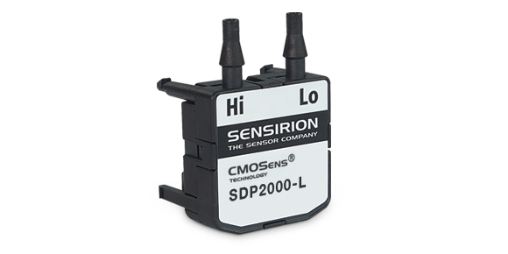 Hi Lo
SENSIRION
THE SENSOR COMPANY
CMOSENS®
TECHNOLOGY
SDP2000-L